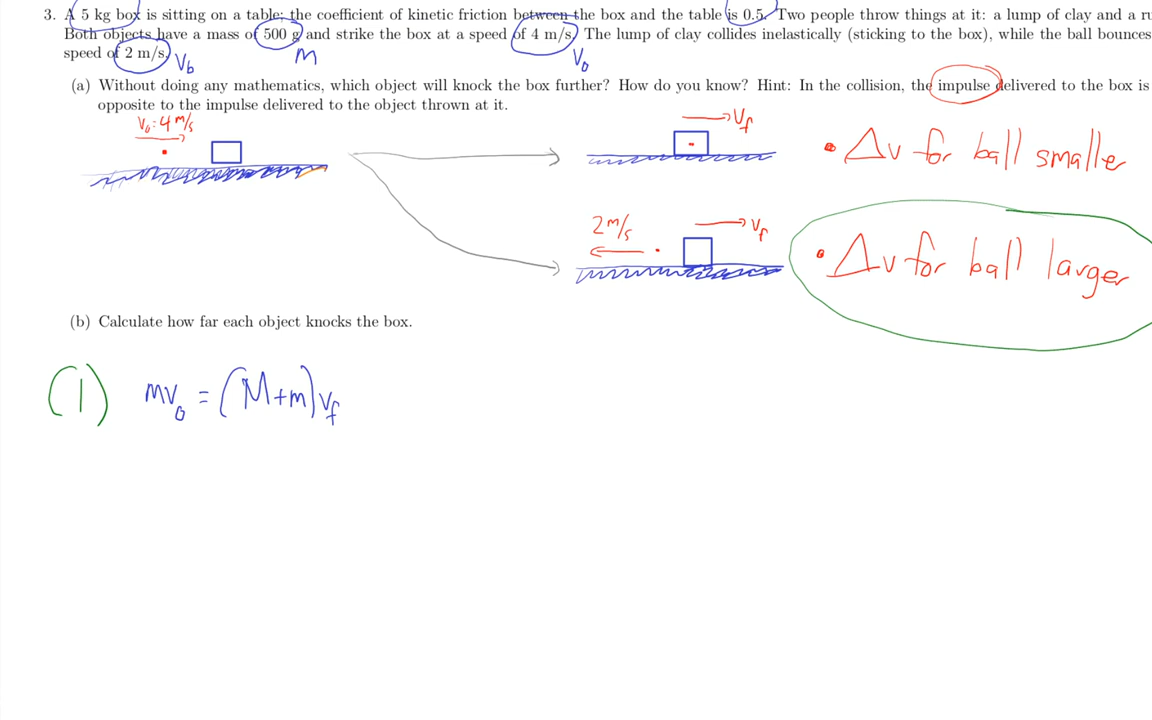 3. A 5 kg box is sitting on a table; the coefficient of kinetic friction between the box and the table is 0.5. Two people throw things at it: a lump of clay and a
Both objects have a mass of 500 g and strike the box at a speed of 4 m/s. The lump of clay collides inelastically (sticking to the box), while the ball bounces
speed of 2 m/s.
v_b
m
v_0
(a) Without doing any mathematics, which object will knock the box further? How do you know? Hint: In the collision, the impulse delivered to the box is
opposite to the impulse delivered to the object thrown at it.
v_0: 4 m/s
v_f
• Δv for ball smaller
2 m/s
v_f
• Δv for ball larger
(b) Calculate how far each object knocks the box.
(1) mv_0 = (M+m)v_f